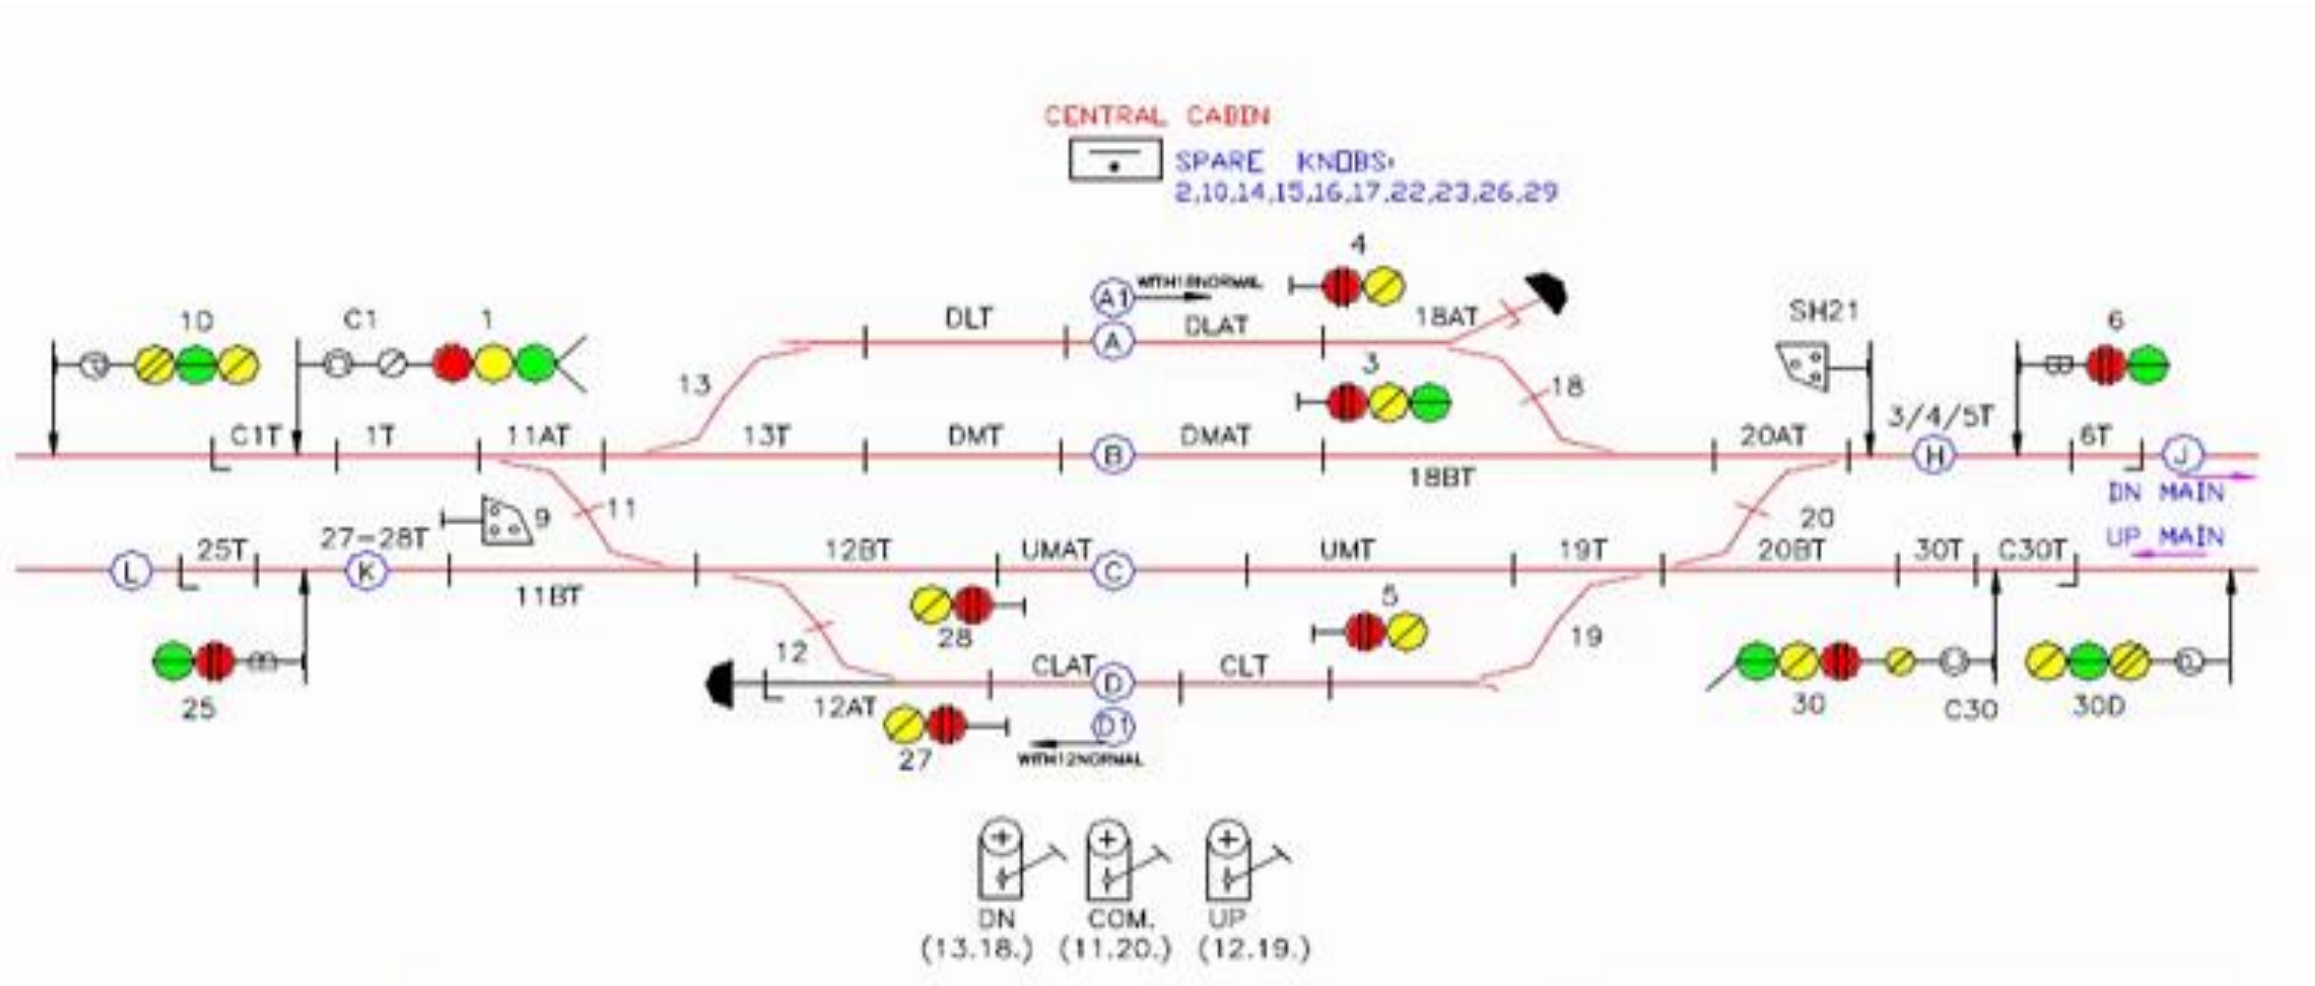 CENTRAL CABIN
SPARE KNOBS:
2,10,14,15,16,17,22,23,26,29
4
A1 WITH18NORMAL
10 C1 1 DLT A DLAT 18AT SH21 6
3
13 18
C1T 1T 11AT 13T DMT B DMAT 20AT 3/4/5T H 6T J
18BT
DN MAIN
9 11 20
UP MAIN
L 25T 27-28T K 12BT UMAT C UMT 19T 20BT 30T C30T
11BT 5
28
12 19
CLAT D CLT
25 12AT 30 C30 30D
D1
27 WITH12NORMAL
DN COM. UP
(13.18.) (11.20.) (12.19.)